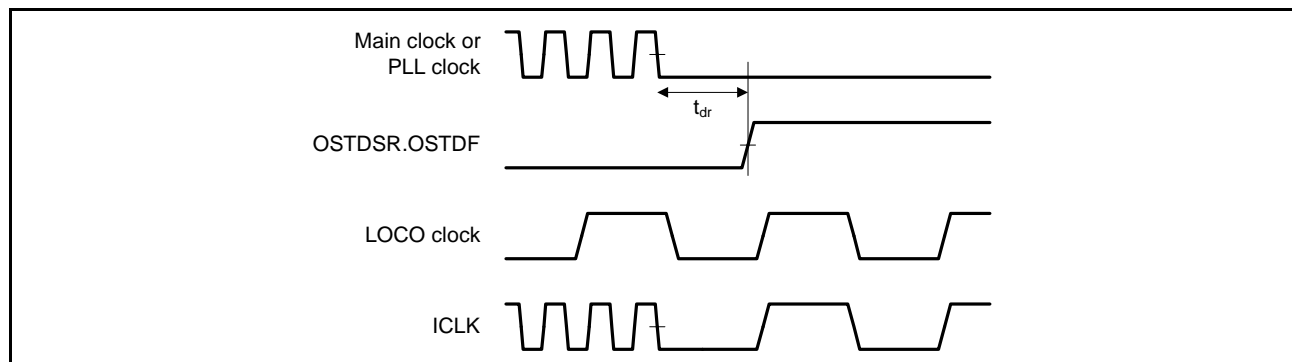 Main clock or
PLL clock
tdr
OSTDSR.OSTDF
LOCO clock
ICLK